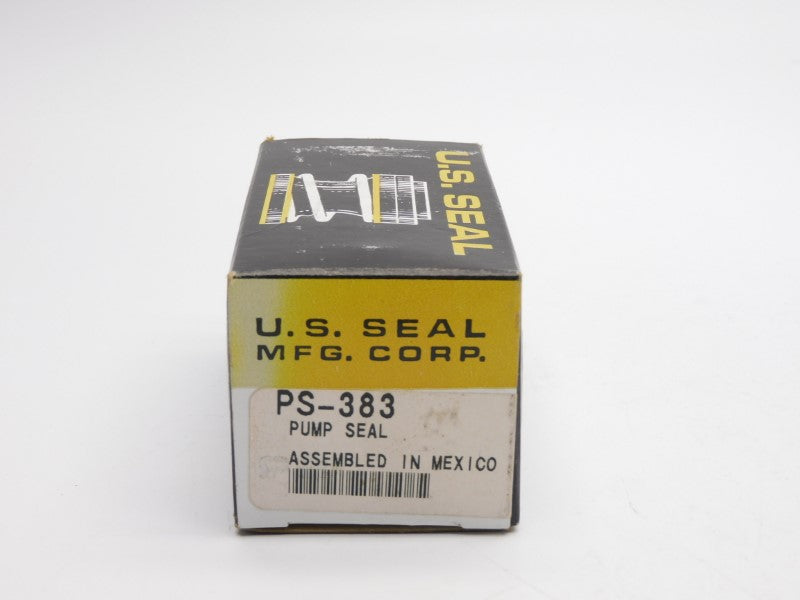 U.S. SEAL
U.S. SEAL
MFG. CORP.
PS-383
PUMP SEAL
ASSEMBLED IN MEXICO